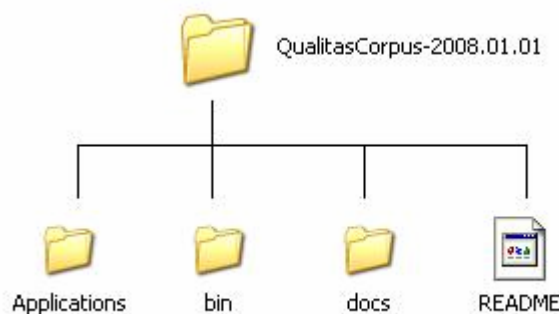 QualitasCorpus-2008.01.01
Applications
bin
docs
README